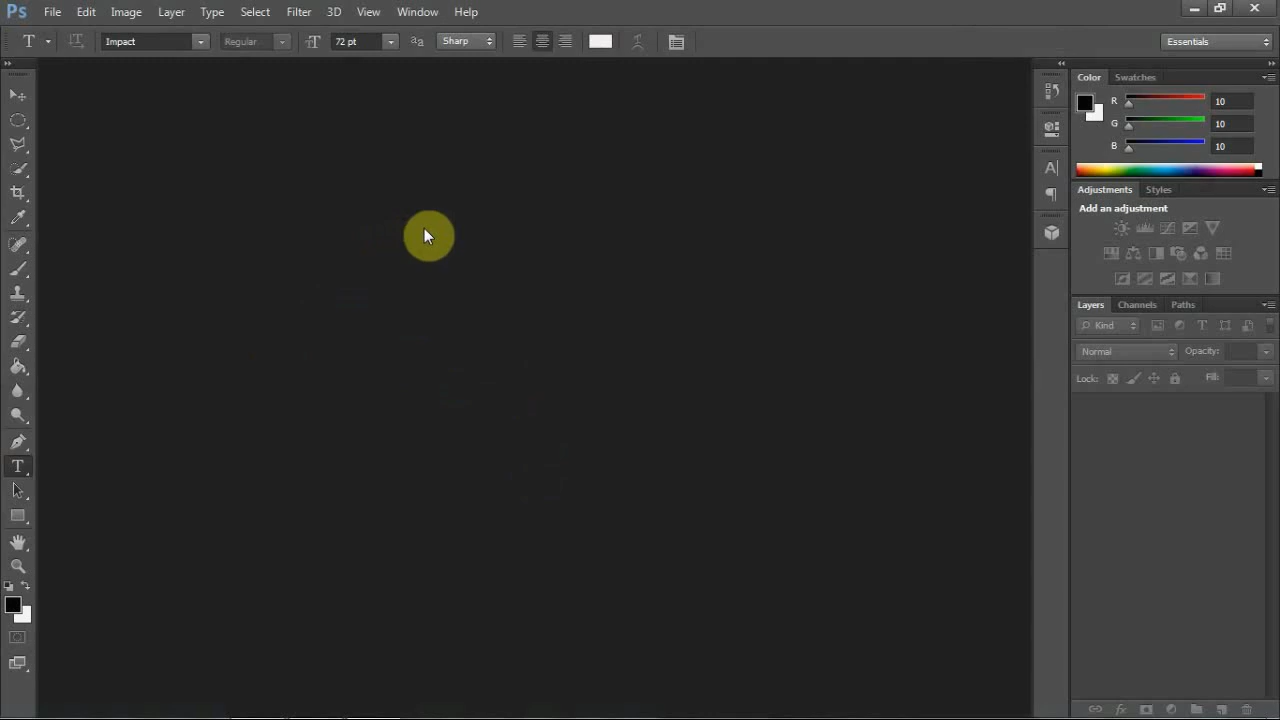 Ps File Edit Image Layer Type Select Filter 3D View Window Help
T Impact Regular 72 pt Sharp Essentials
Color Swatches
R 10
G 10
B 10
Adjustments Styles
Add an adjustment
Layers Channels Paths
Kind
Normal Opacity:
Lock: Fill: